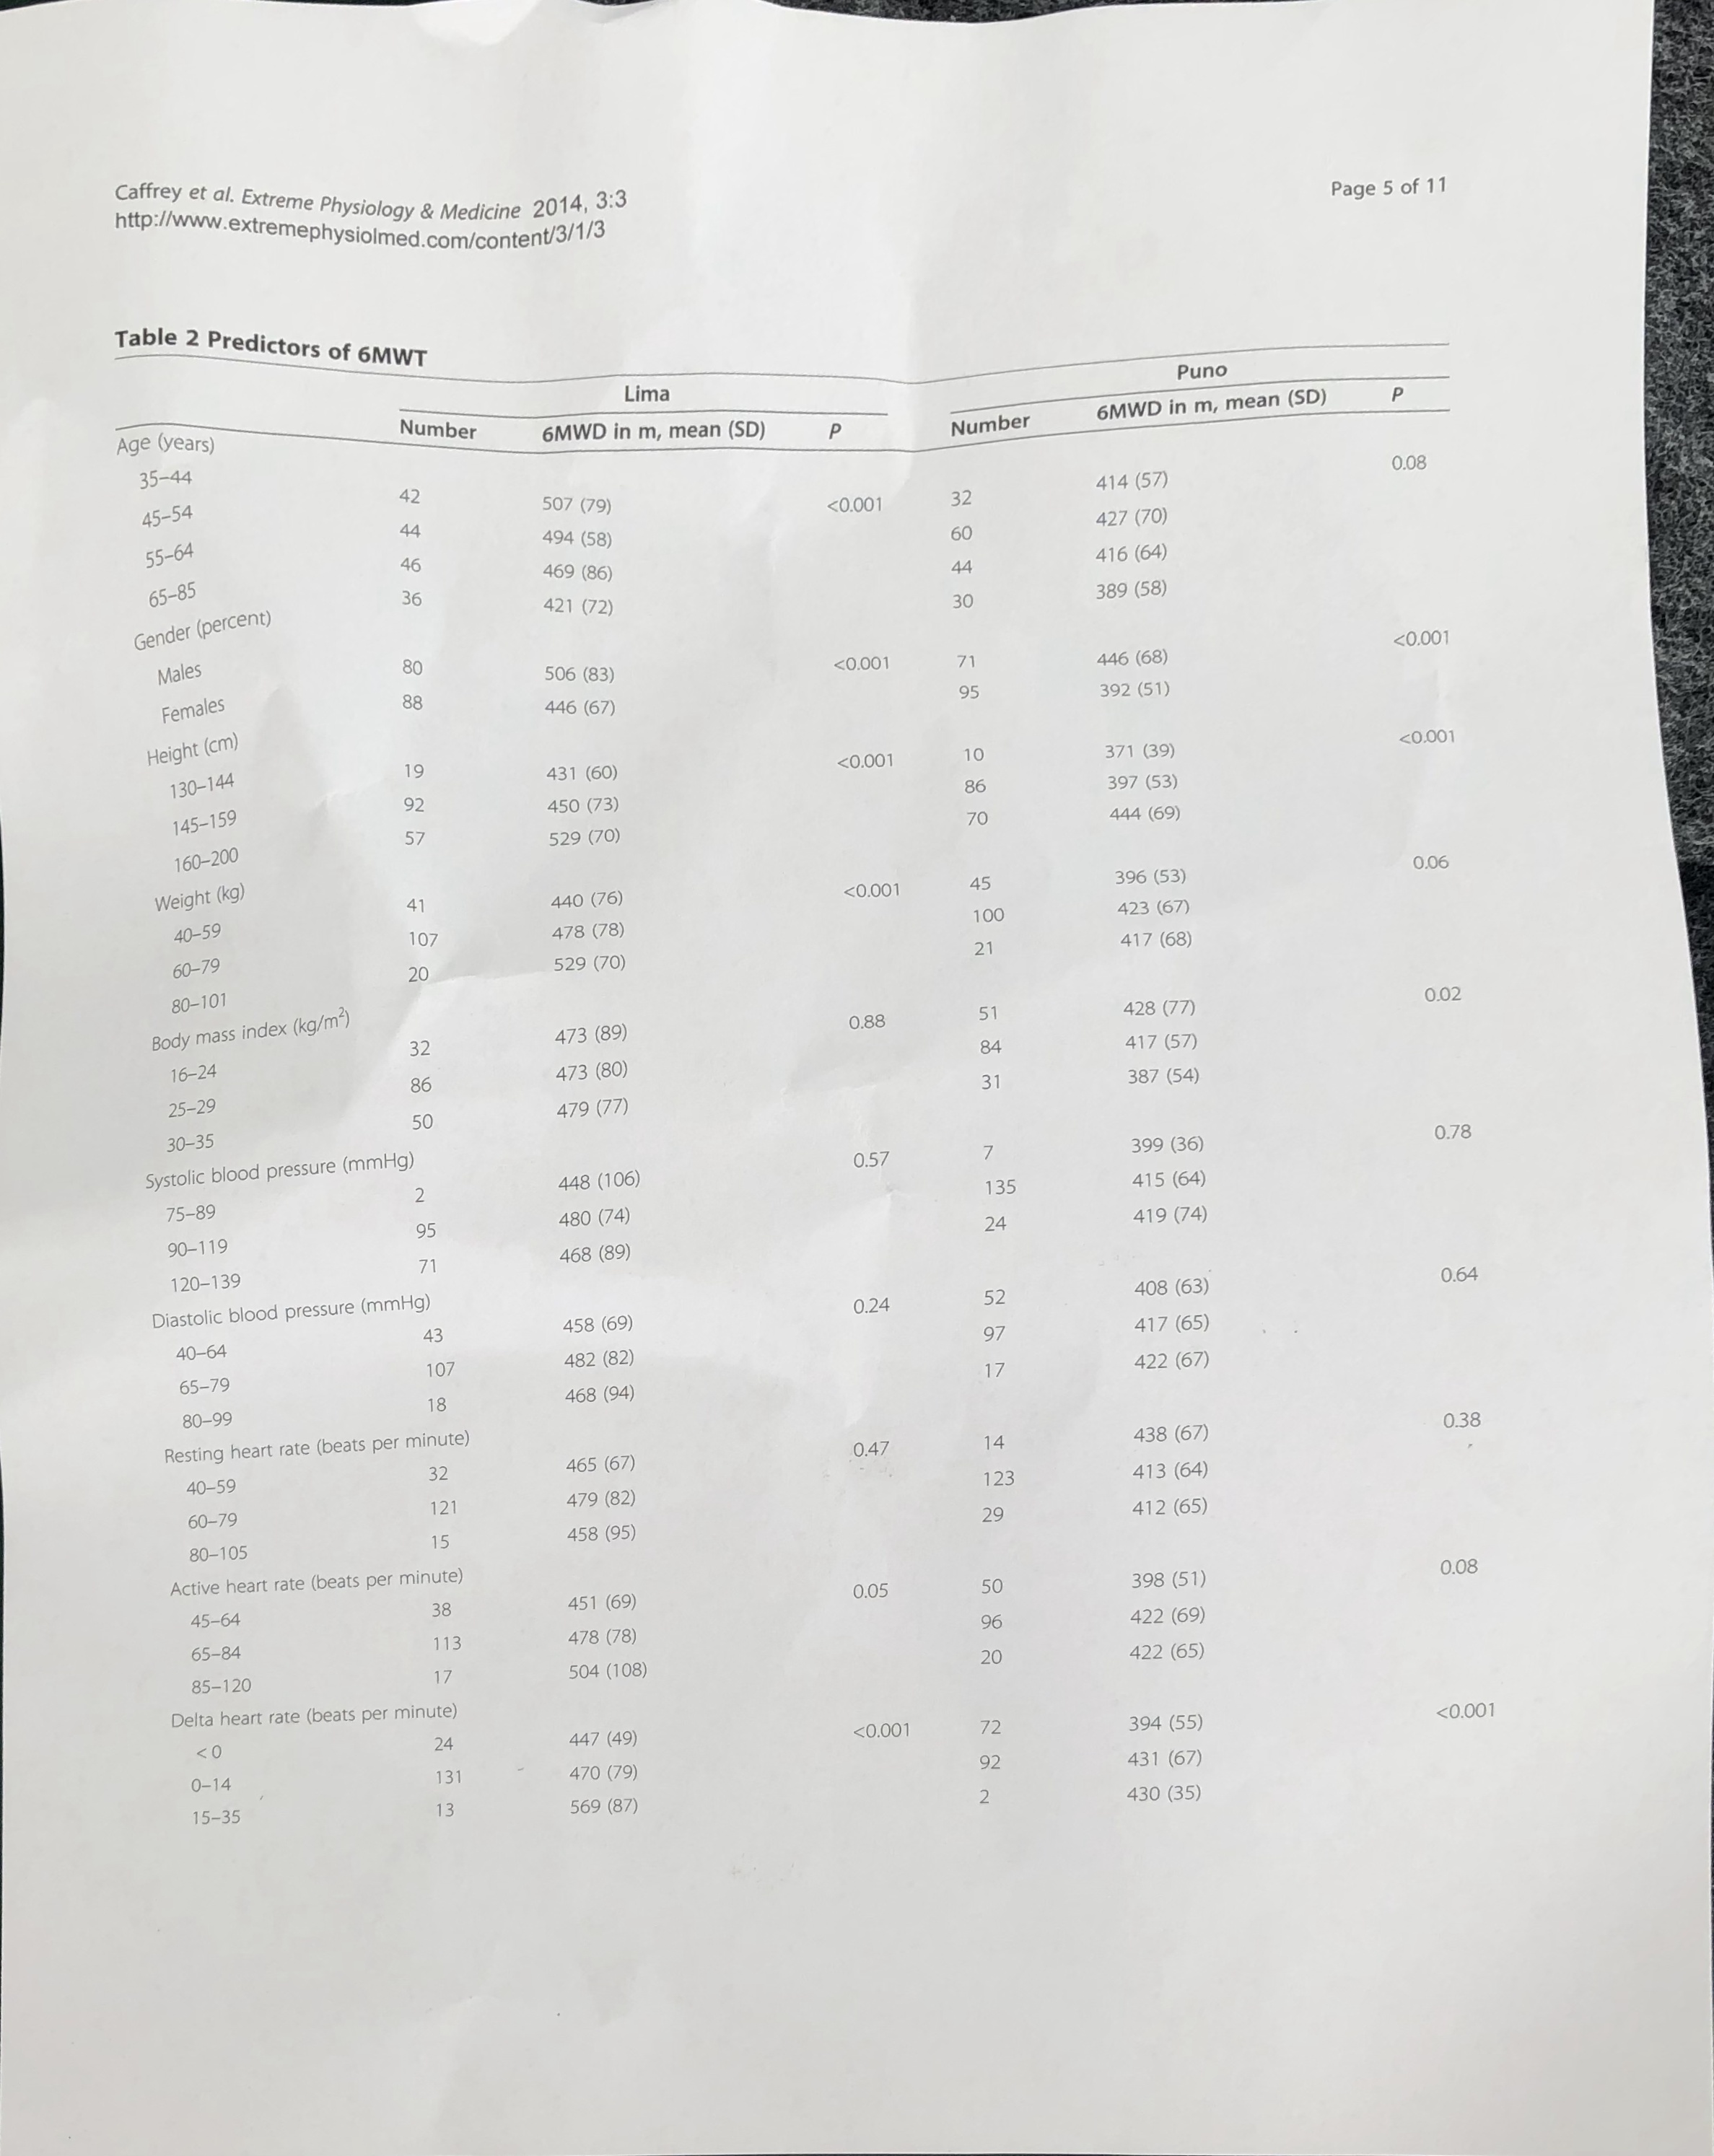 Caffrey et al. Extreme Physiology & Medicine 2014, 3:3
http://www.extremephysiolmed.com/content/3/1/3
Page 5 of 11
Table 2 Predictors of 6MWT
Lima Puno
Number 6MWD in m, mean (SD) P Number 6MWD in m, mean (SD) P
Age (years)
35–44 42 507 (79) <0.001 32 414 (57) 0.08
45–54 44 494 (58) 60 427 (70)
55–64 46 469 (86) 44 416 (64)
65–85 36 421 (72) 30 389 (58)
Gender (percent)
Males 80 506 (83) <0.001 71 446 (68) <0.001
Females 88 446 (67) 95 392 (51)
Height (cm)
130–144 19 431 (60) <0.001 10 371 (39) <0.001
145–159 92 450 (73) 86 397 (53)
160–200 57 529 (70) 70 444 (69)
Weight (kg)
40–59 41 440 (76) <0.001 45 396 (53) 0.06
60–79 107 478 (78) 100 423 (67)
80–101 20 529 (70) 21 417 (68)
Body mass index (kg/m²)
16–24 32 473 (89) 0.88 51 428 (77) 0.02
25–29 86 473 (80) 84 417 (57)
30–35 50 479 (77) 31 387 (54)
Systolic blood pressure (mmHg)
75–89 2 448 (106) 0.57 7 399 (36) 0.78
90–119 95 480 (74) 135 415 (64)
120–139 71 468 (89) 24 419 (74)
Diastolic blood pressure (mmHg)
40–64 43 458 (69) 0.24 52 408 (63) 0.64
65–79 107 482 (82) 97 417 (65)
80–99 18 468 (94) 17 422 (67)
Resting heart rate (beats per minute)
40–59 32 465 (67) 0.47 14 438 (67) 0.38
60–79 121 479 (82) 123 413 (64)
80–105 15 458 (95) 29 412 (65)
Active heart rate (beats per minute)
45–64 38 451 (69) 0.05 50 398 (51) 0.08
65–84 113 478 (78) 96 422 (69)
85–120 17 504 (108) 20 422 (65)
Delta heart rate (beats per minute)
< 0 24 447 (49) <0.001 72 394 (55) <0.001
0–14 131 470 (79) 92 431 (67)
15–35 13 569 (87) 2 430 (35)